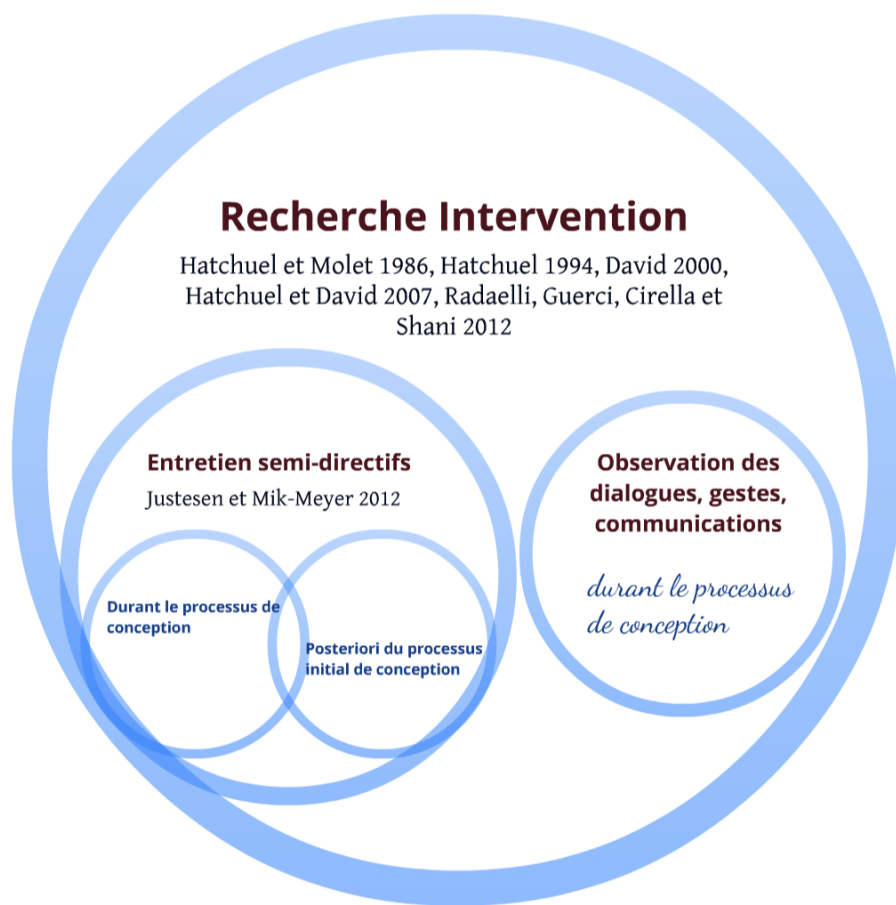 Recherche Intervention
Hatchuel et Molet 1986, Hatchuel 1994, David 2000,
Hatchuel et David 2007, Radaelli, Guerci, Cirella et
Shani 2012
Entretien semi-directifs
Justesen et Mik-Meyer 2012
Durant le processus de
conception
Posteriori du processus
initial de conception
Observation des
dialogues, gestes,
communications
durant le processus
de conception